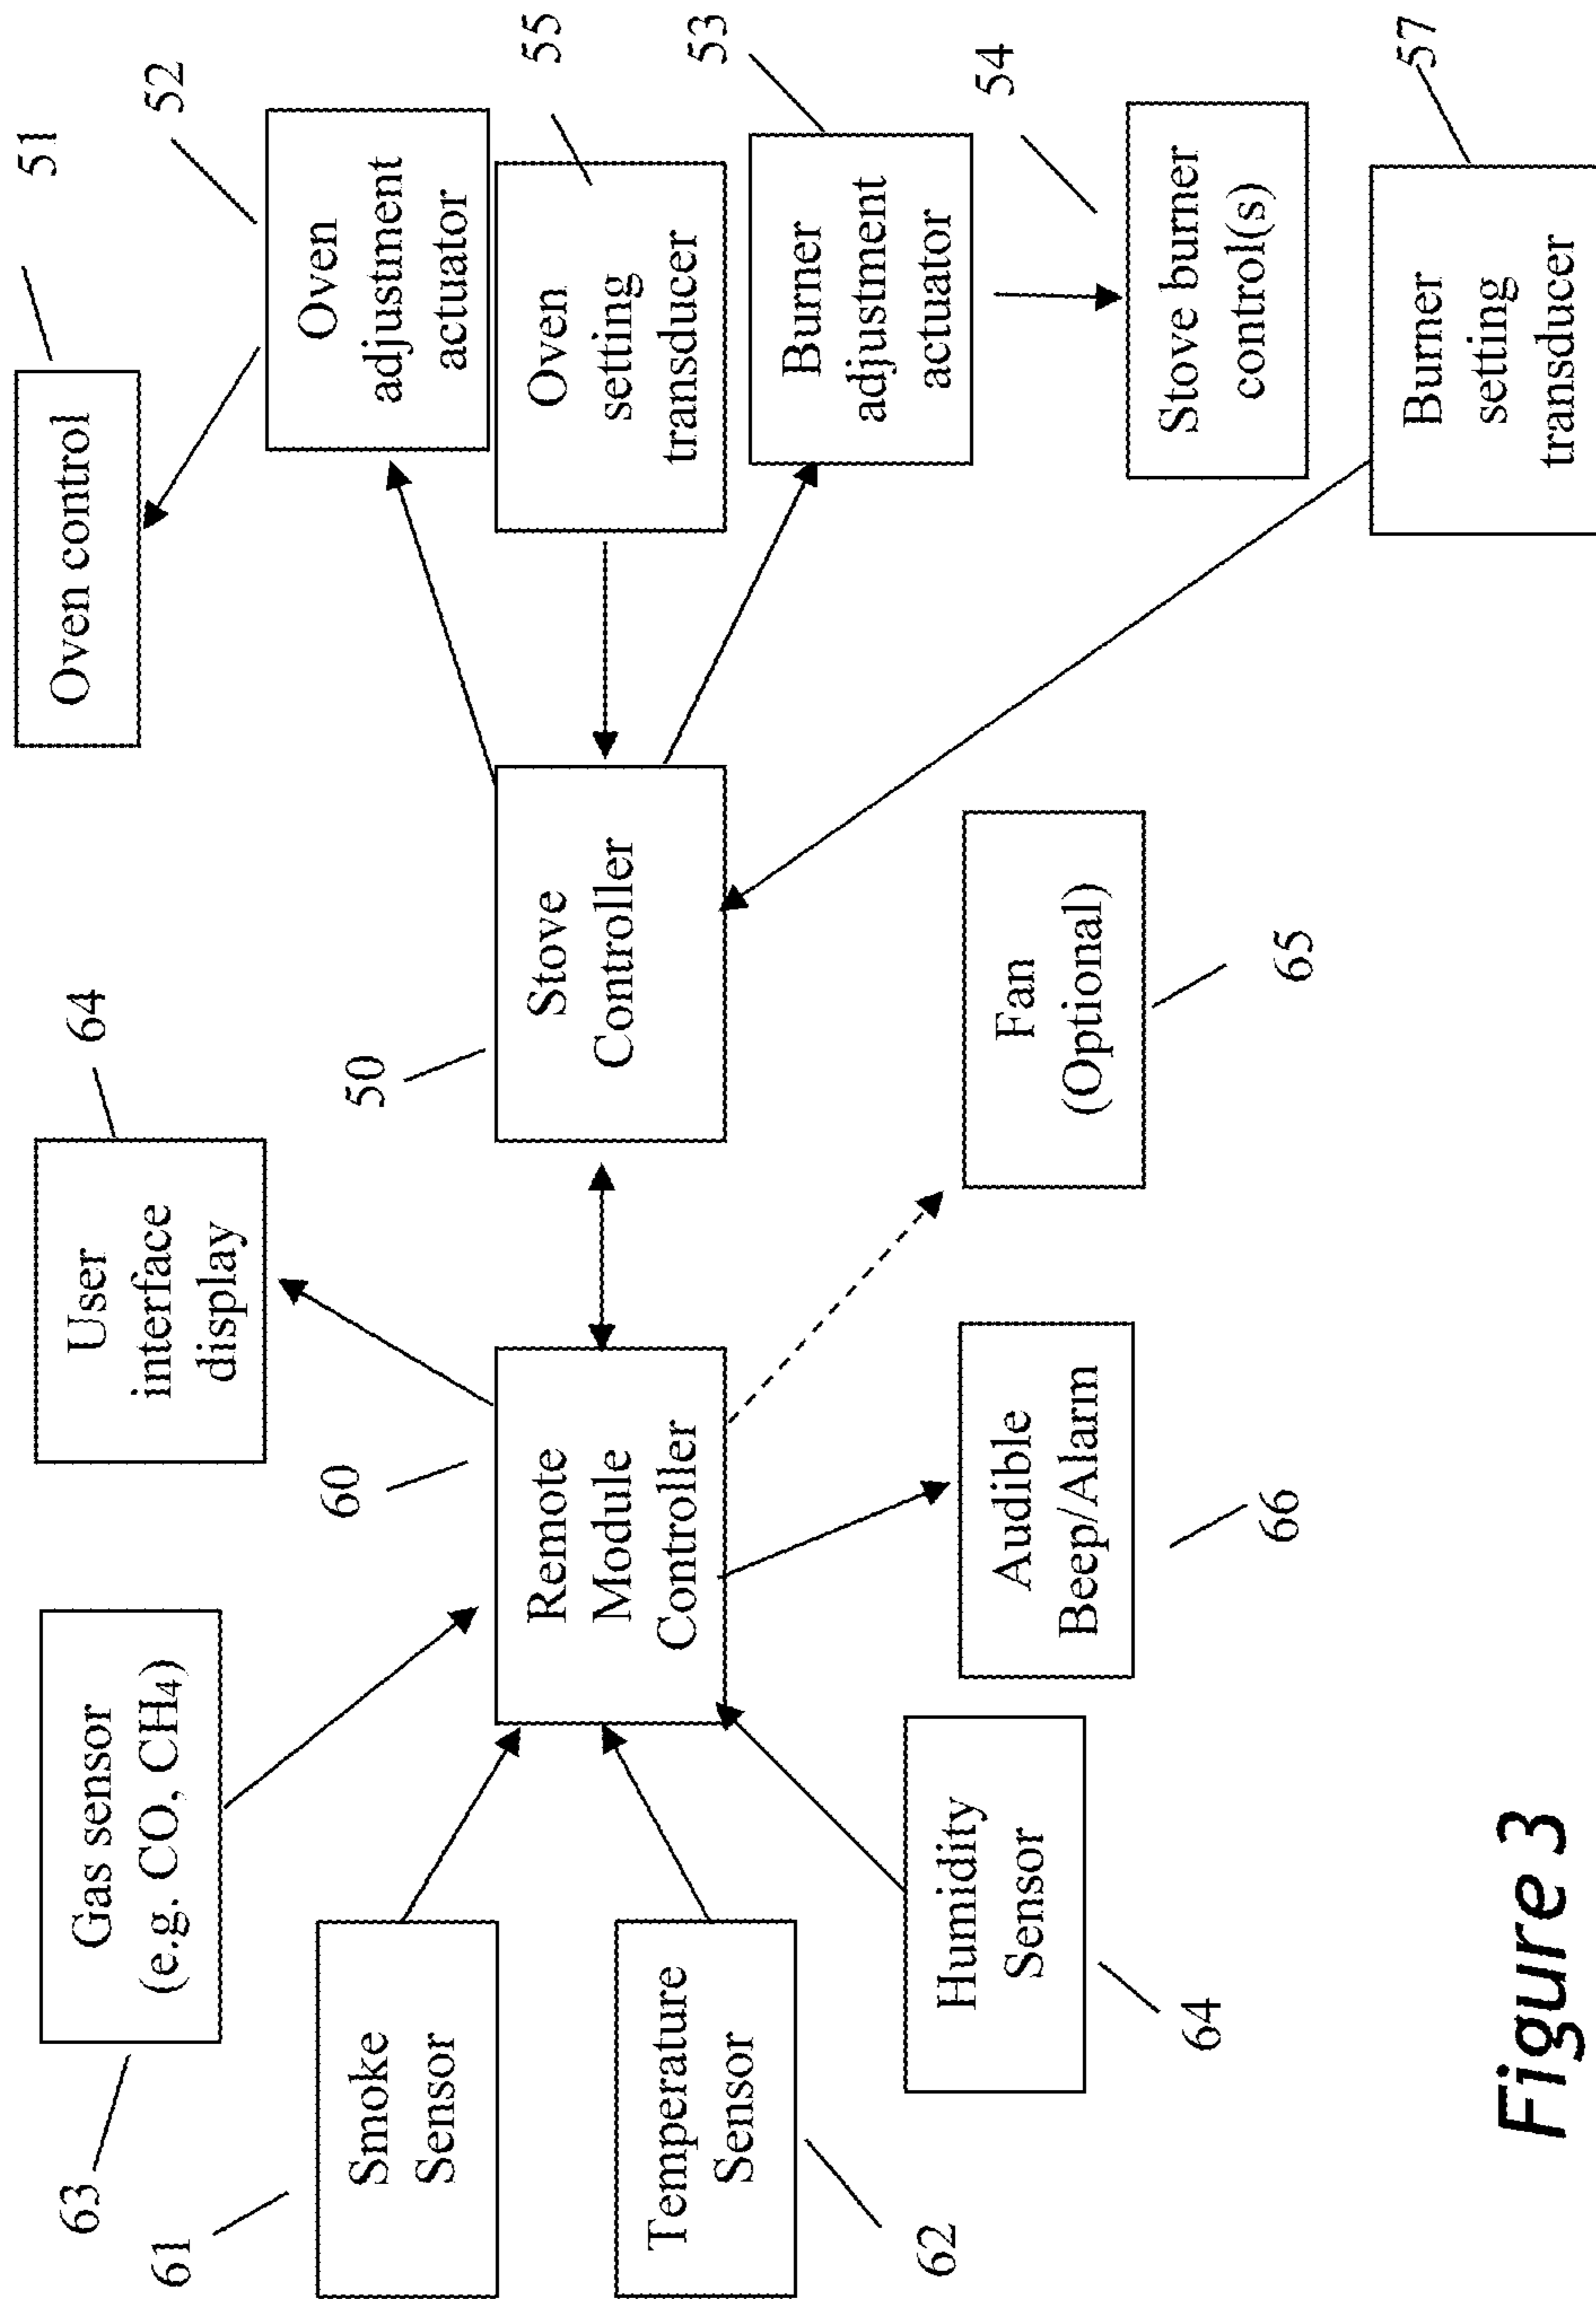 63
Gas sensor
(e.g. CO, CH₄)
64
User
interface
display
51
Oven control
52
Oven
adjustment
actuator
61
Smoke
Sensor
60
Remote
Module
Controller
50
Stove
Controller
55
Oven
setting
transducer
62
Temperature
Sensor
53
Burner
adjustment
actuator
64
Humidity
Sensor
66
Audible
Beep/Alarm
65
Fan
(Optional)
54
Stove burner
control(s)
57
Burner
setting
transducer
Figure 3